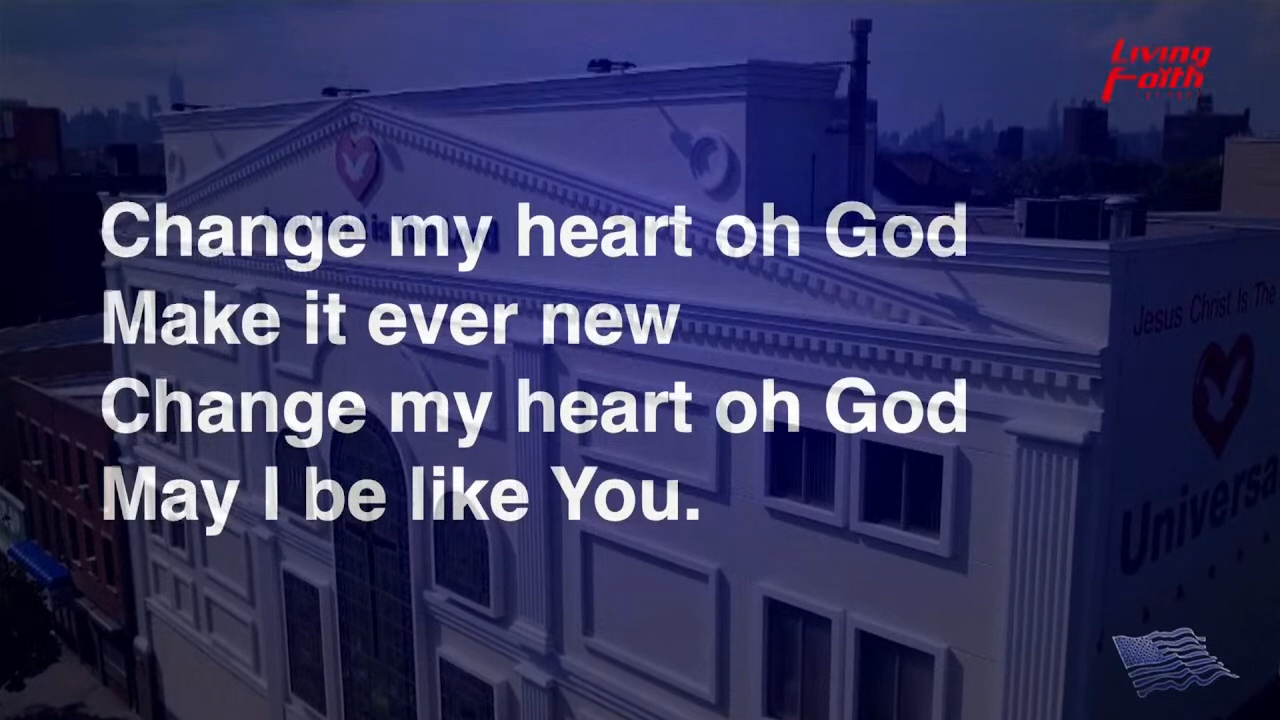 Living
Faith
Change my heart oh God
Make it ever new
Change my heart oh God
May I be like You.
Jesus Christ Is The
Universa